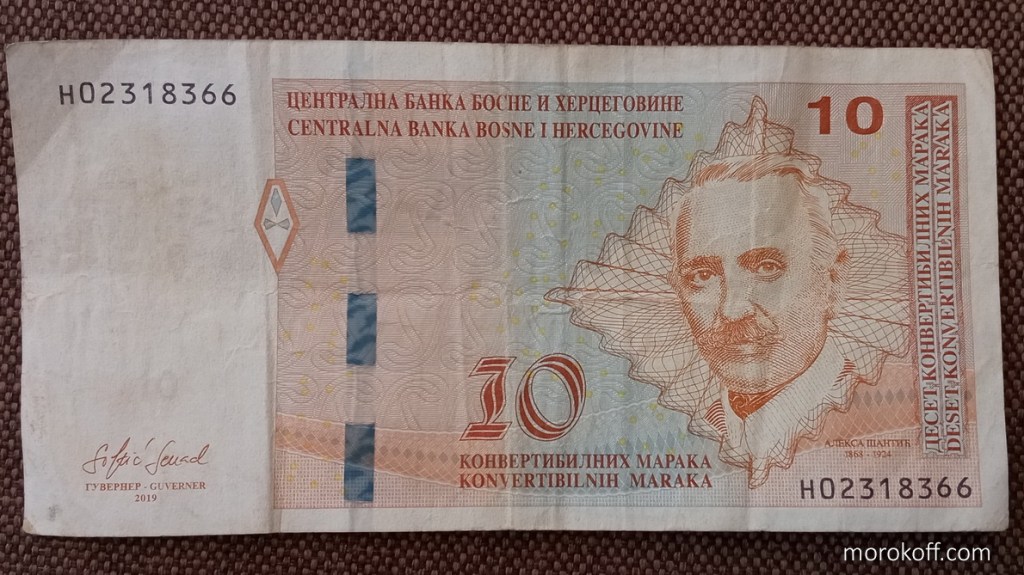 H02318366
ЦЕНТРАЛНА БАНКА БОСНЕ И ХЕРЦЕГОВИНЕ
CENTRALNA BANKA BOSNE I HERCEGOVINE
10
ДЕСЕТ КОНВЕРТИБИЛНИХ МАРАКА
DESET KONVERTIBILNIH MARAKA
10
КОНВЕРТИБИЛНИХ МАРАКА
KONVERTIBILNIH MARAKA
АЛЕКСА ШАНТИЋ
1868 - 1924
H02318366
Softić Senad
ГУВЕРНЕР - GUVERNER
2019
morokoff.com